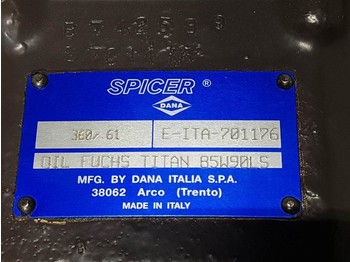 SPICER
DANA
360/.61 E-ITA-701176
OIL FUCHS TITAN 85W90LS
MFG. BY DANA ITALIA S.P.A.
38062 Arco (Trento)
MADE IN ITALY